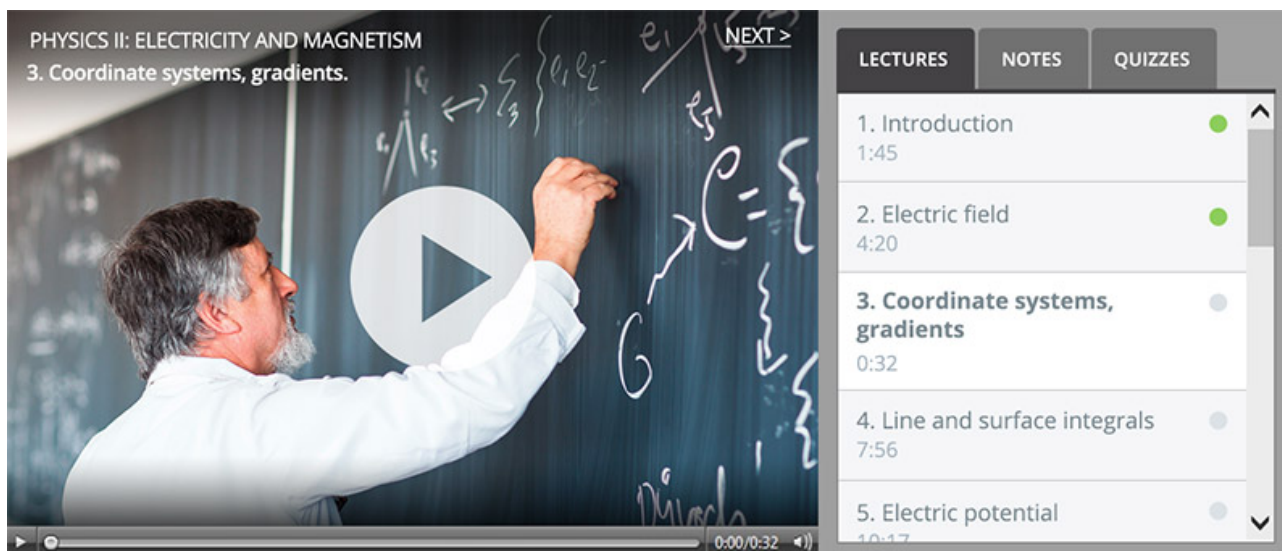 PHYSICS II: ELECTRICITY AND MAGNETISM
NEXT >
3. Coordinate systems, gradients.
0:00/0:32
LECTURES
NOTES
QUIZZES
1. Introduction
1:45
2. Electric field
4:20
3. Coordinate systems,
gradients
0:32
4. Line and surface integrals
7:56
5. Electric potential
10:17